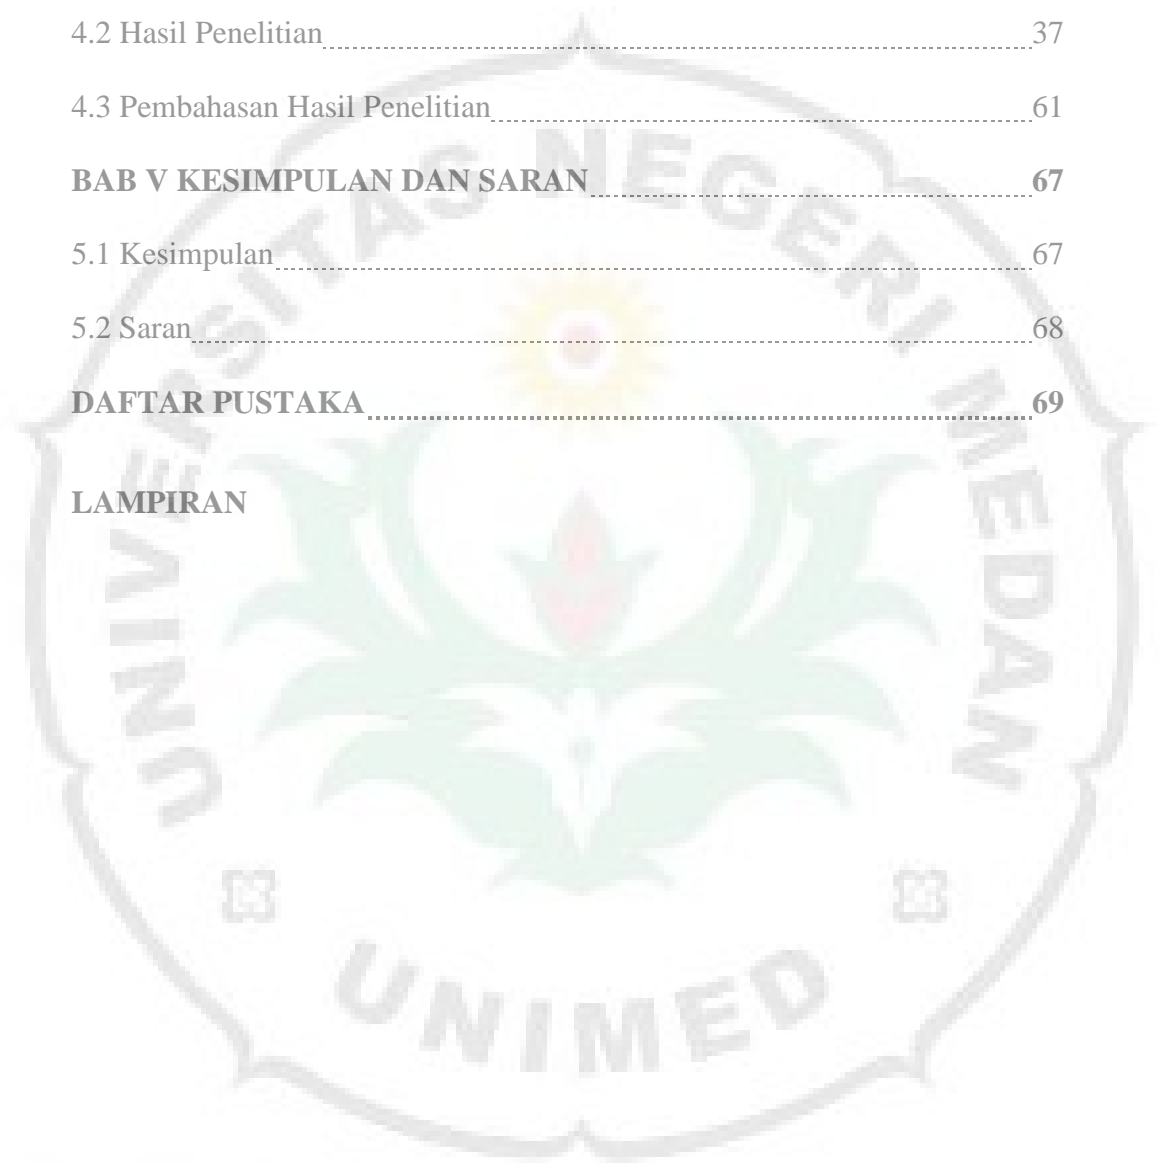 4.2 Hasil Penelitian 37
4.3 Pembahasan Hasil Penelitian 61
BAB V KESIMPULAN DAN SARAN 67
5.1 Kesimpulan 67
5.2 Saran 68
DAFTAR PUSTAKA 69
LAMPIRAN
UNIVERSITAS NEGERI MEDAN
UNIMED